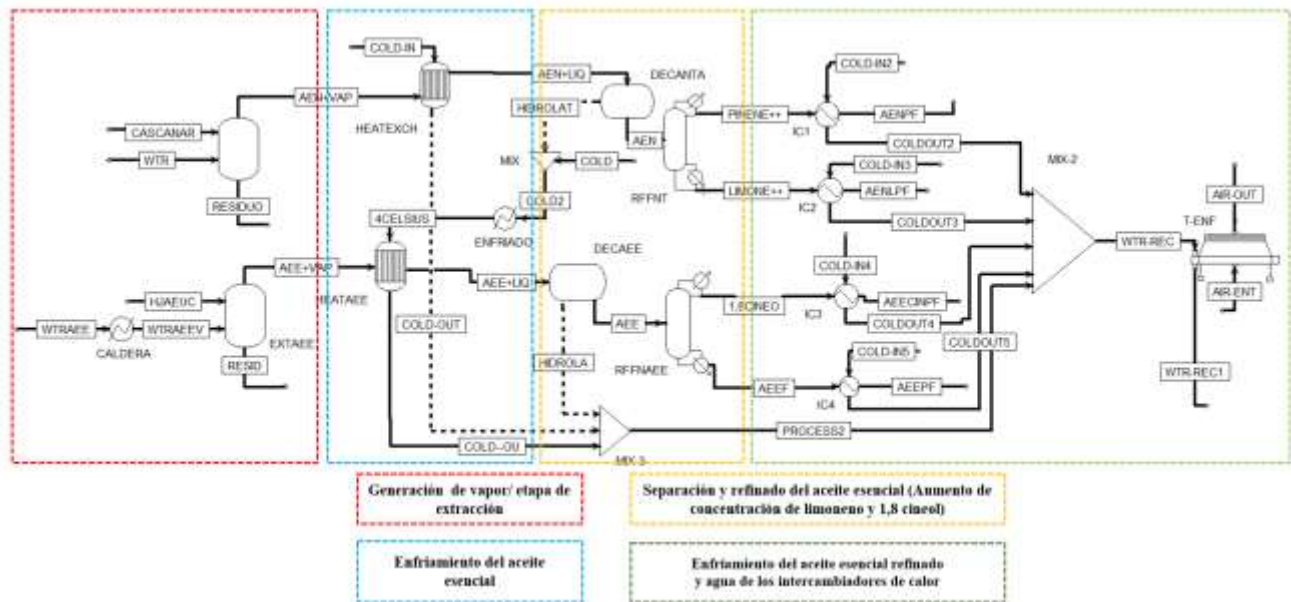 COLD-IN
AEN+LIQ
DECANTA
COLD-IN2
AEN+VAP
HIDROLAT
PINENE++
AENPF
HEATEXCH
CASCANAR
AEN
IC1
COLDOUT2
WTR
MIX
COLD
COLD-IN3
MIX-2
RFFNT
LIMONE++
AENLPF
AIR-OUT
RESIDUO
COLD2
IC2
COLDOUT3
T-ENF
4CELSIUS
ENFRIADO
WTR-REC
DECAEE
COLD-IN4
AEE+VAP
AEE+LIQ
AIR-ENT
HEATAEE
1,8CINEO
AEECINPF
HJAEUC
IC3
COLD-OUT
AEE
COLDOUT4
WTRAEE
WTRAEEV
COLDOUT5
EXTAEE
COLD-IN5
CALDERA
HIDROLA
RFFNAEE
WTR-REC1
RESID
AEEF
AEEPF
IC4
COLD--OU
PROCESS2
MIX-3
Generación de vapor/ etapa de
extracción
Separación y refinado del aceite esencial (Aumento de
concentración de limoneno y 1,8 cineol)
Enfriamiento del aceite
esencial
Enfriamiento del aceite esencial refinado
y agua de los intercambiadores de calor